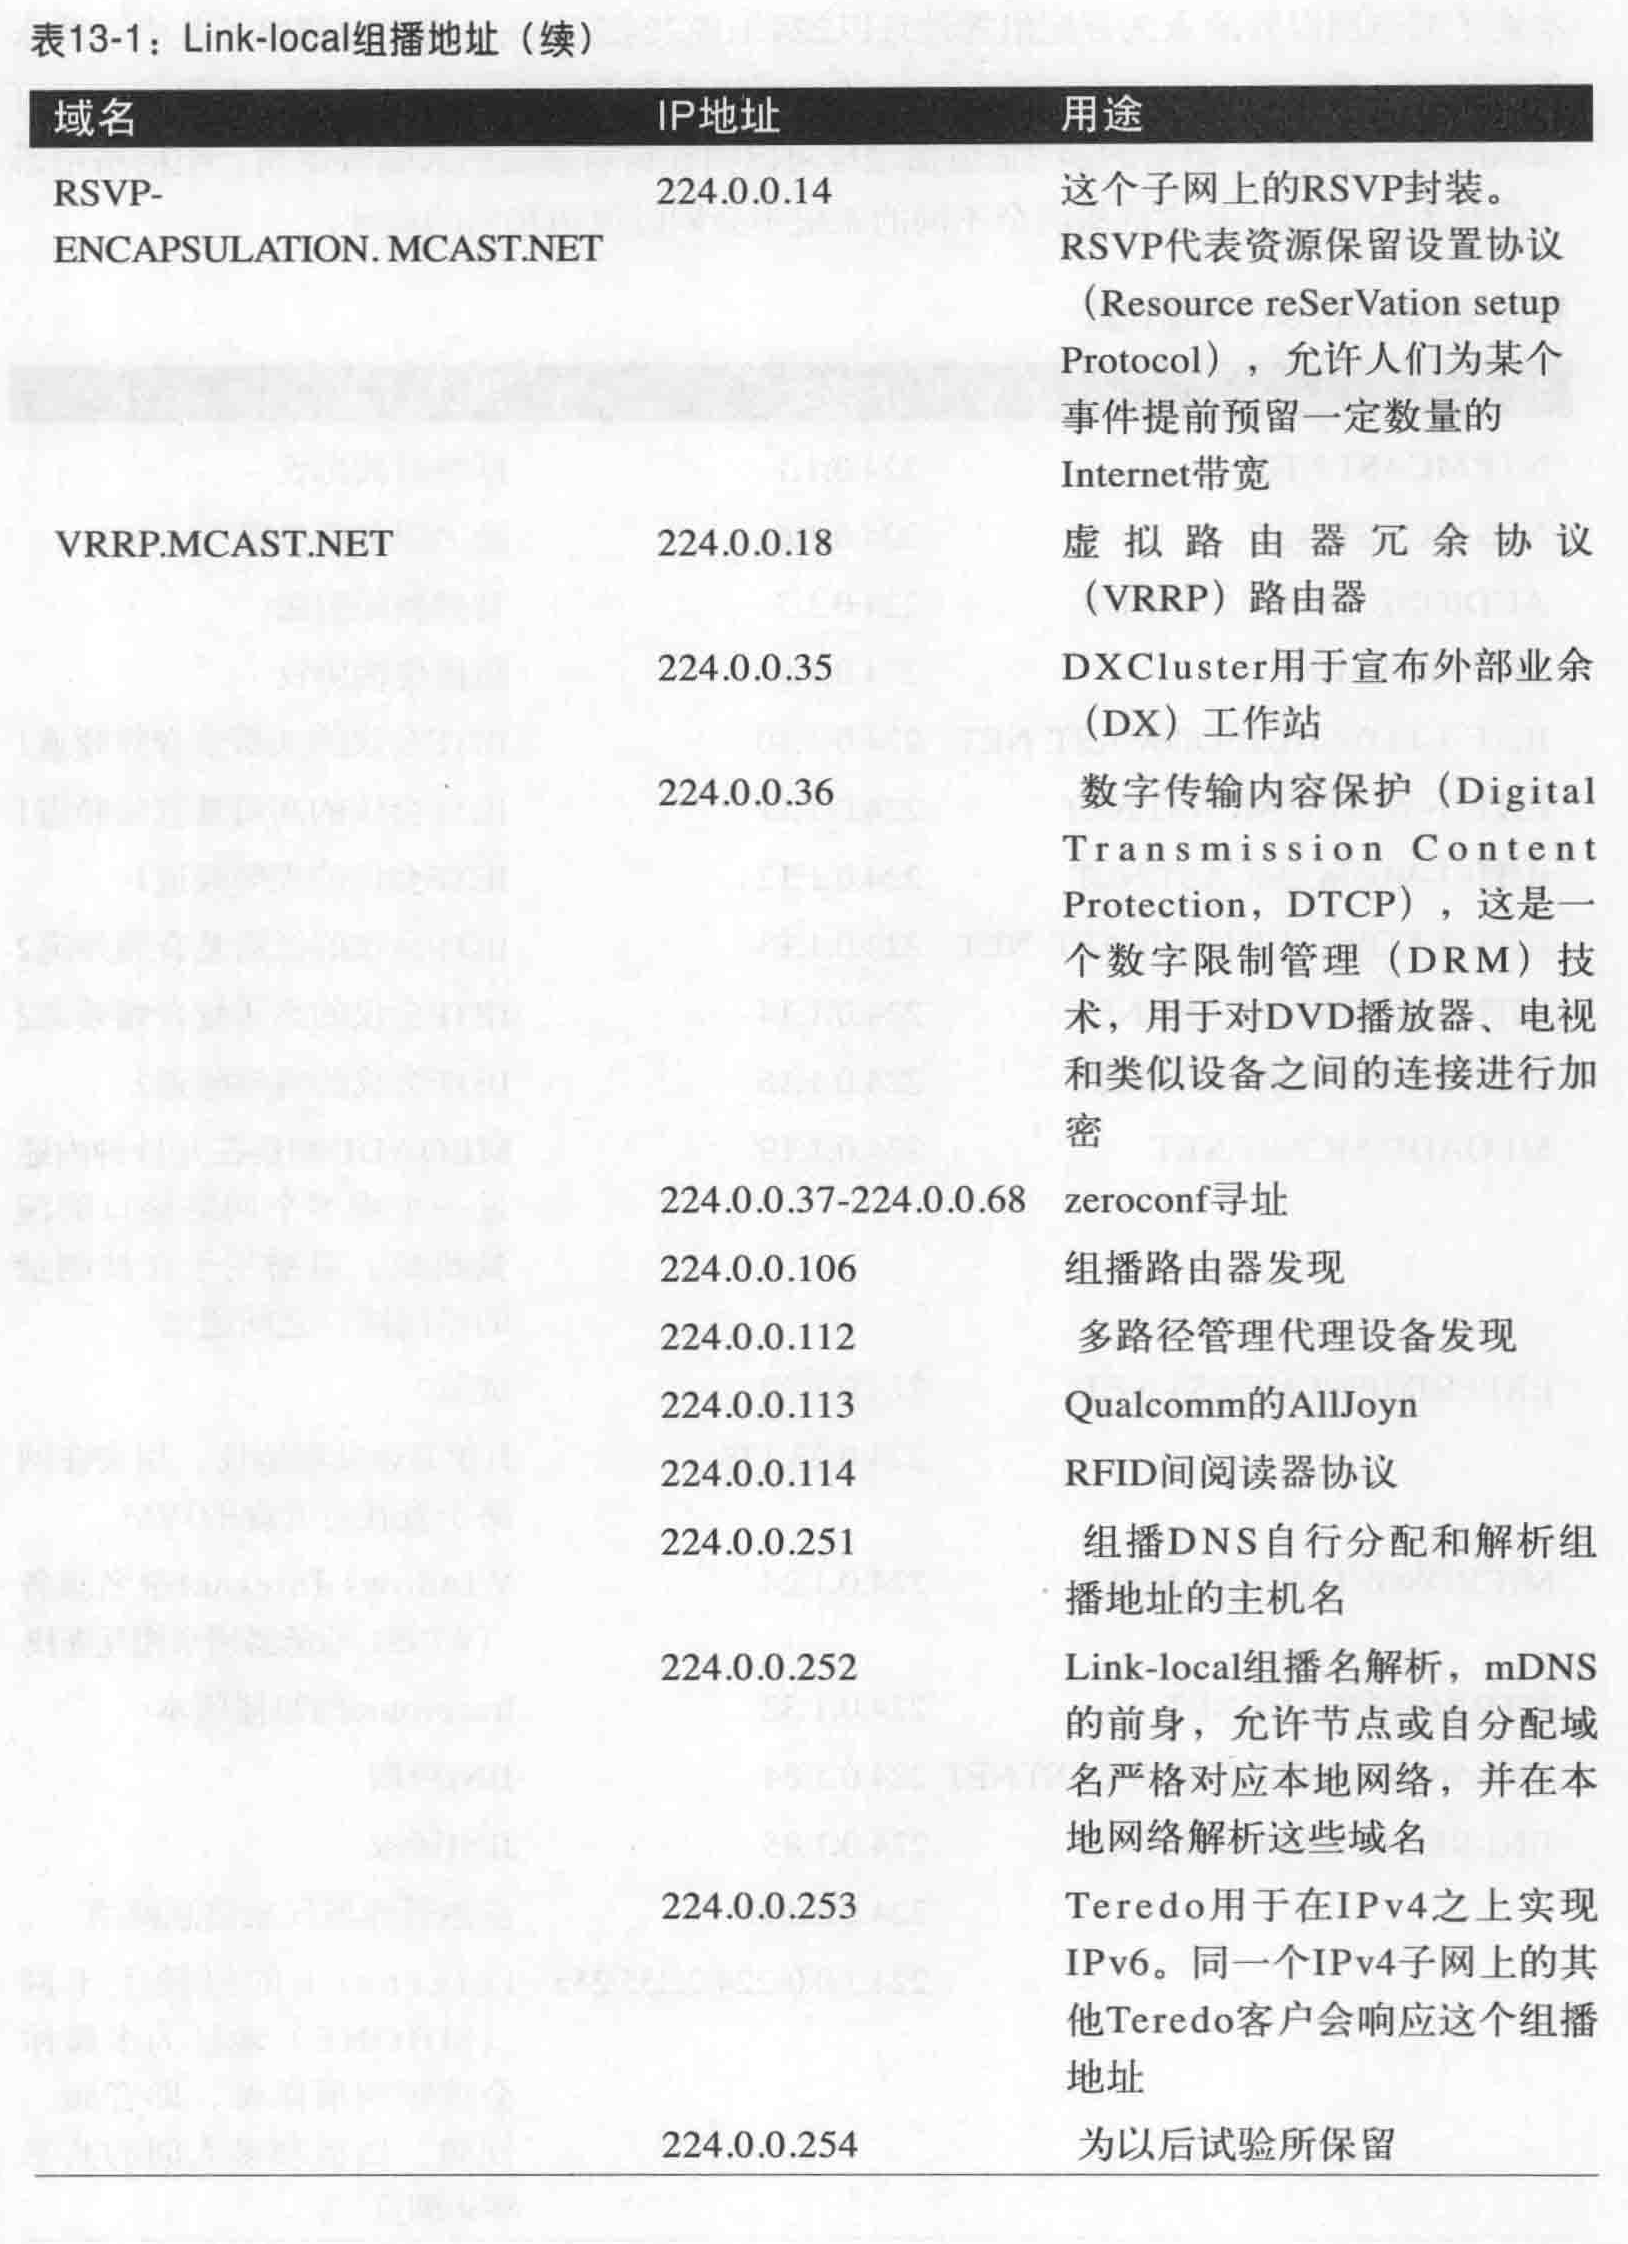 表13-1：Link-local组播地址（续）
域名 IP地址 用途
RSVP- 224.0.0.14 这个子网上的RSVP封装。
ENCAPSULATION. MCAST.NET RSVP代表资源保留设置协议
（Resource reSerVation setup
Protocol），允许人们为某个
事件提前预留一定数量的
Internet带宽
VRRP.MCAST.NET 224.0.0.18 虚拟路由器冗余协议
（VRRP）路由器
224.0.0.35 DXCluster用于宣布外部业余
（DX）工作站
224.0.0.36 数字传输内容保护（Digital
Transmission Content
Protection，DTCP），这是一
个数字限制管理（DRM）技
术，用于对DVD播放器、电视
和类似设备之间的连接进行加
密
224.0.0.37-224.0.0.68 zeroconf寻址
224.0.0.106 组播路由器发现
224.0.0.112 多路径管理代理设备发现
224.0.0.113 Qualcomm的AllJoyn
224.0.0.114 RFID间阅读器协议
224.0.0.251 组播DNS自行分配和解析组
播地址的主机名
224.0.0.252 Link-local组播名解析，mDNS
的前身，允许节点或自分配域
名严格对应本地网络，并在本
地网络解析这些域名
224.0.0.253 Teredo用于在IPv4之上实现
IPv6。同一个IPv4子网上的其
他Teredo客户会响应这个组播
地址
224.0.0.254 为以后试验所保留